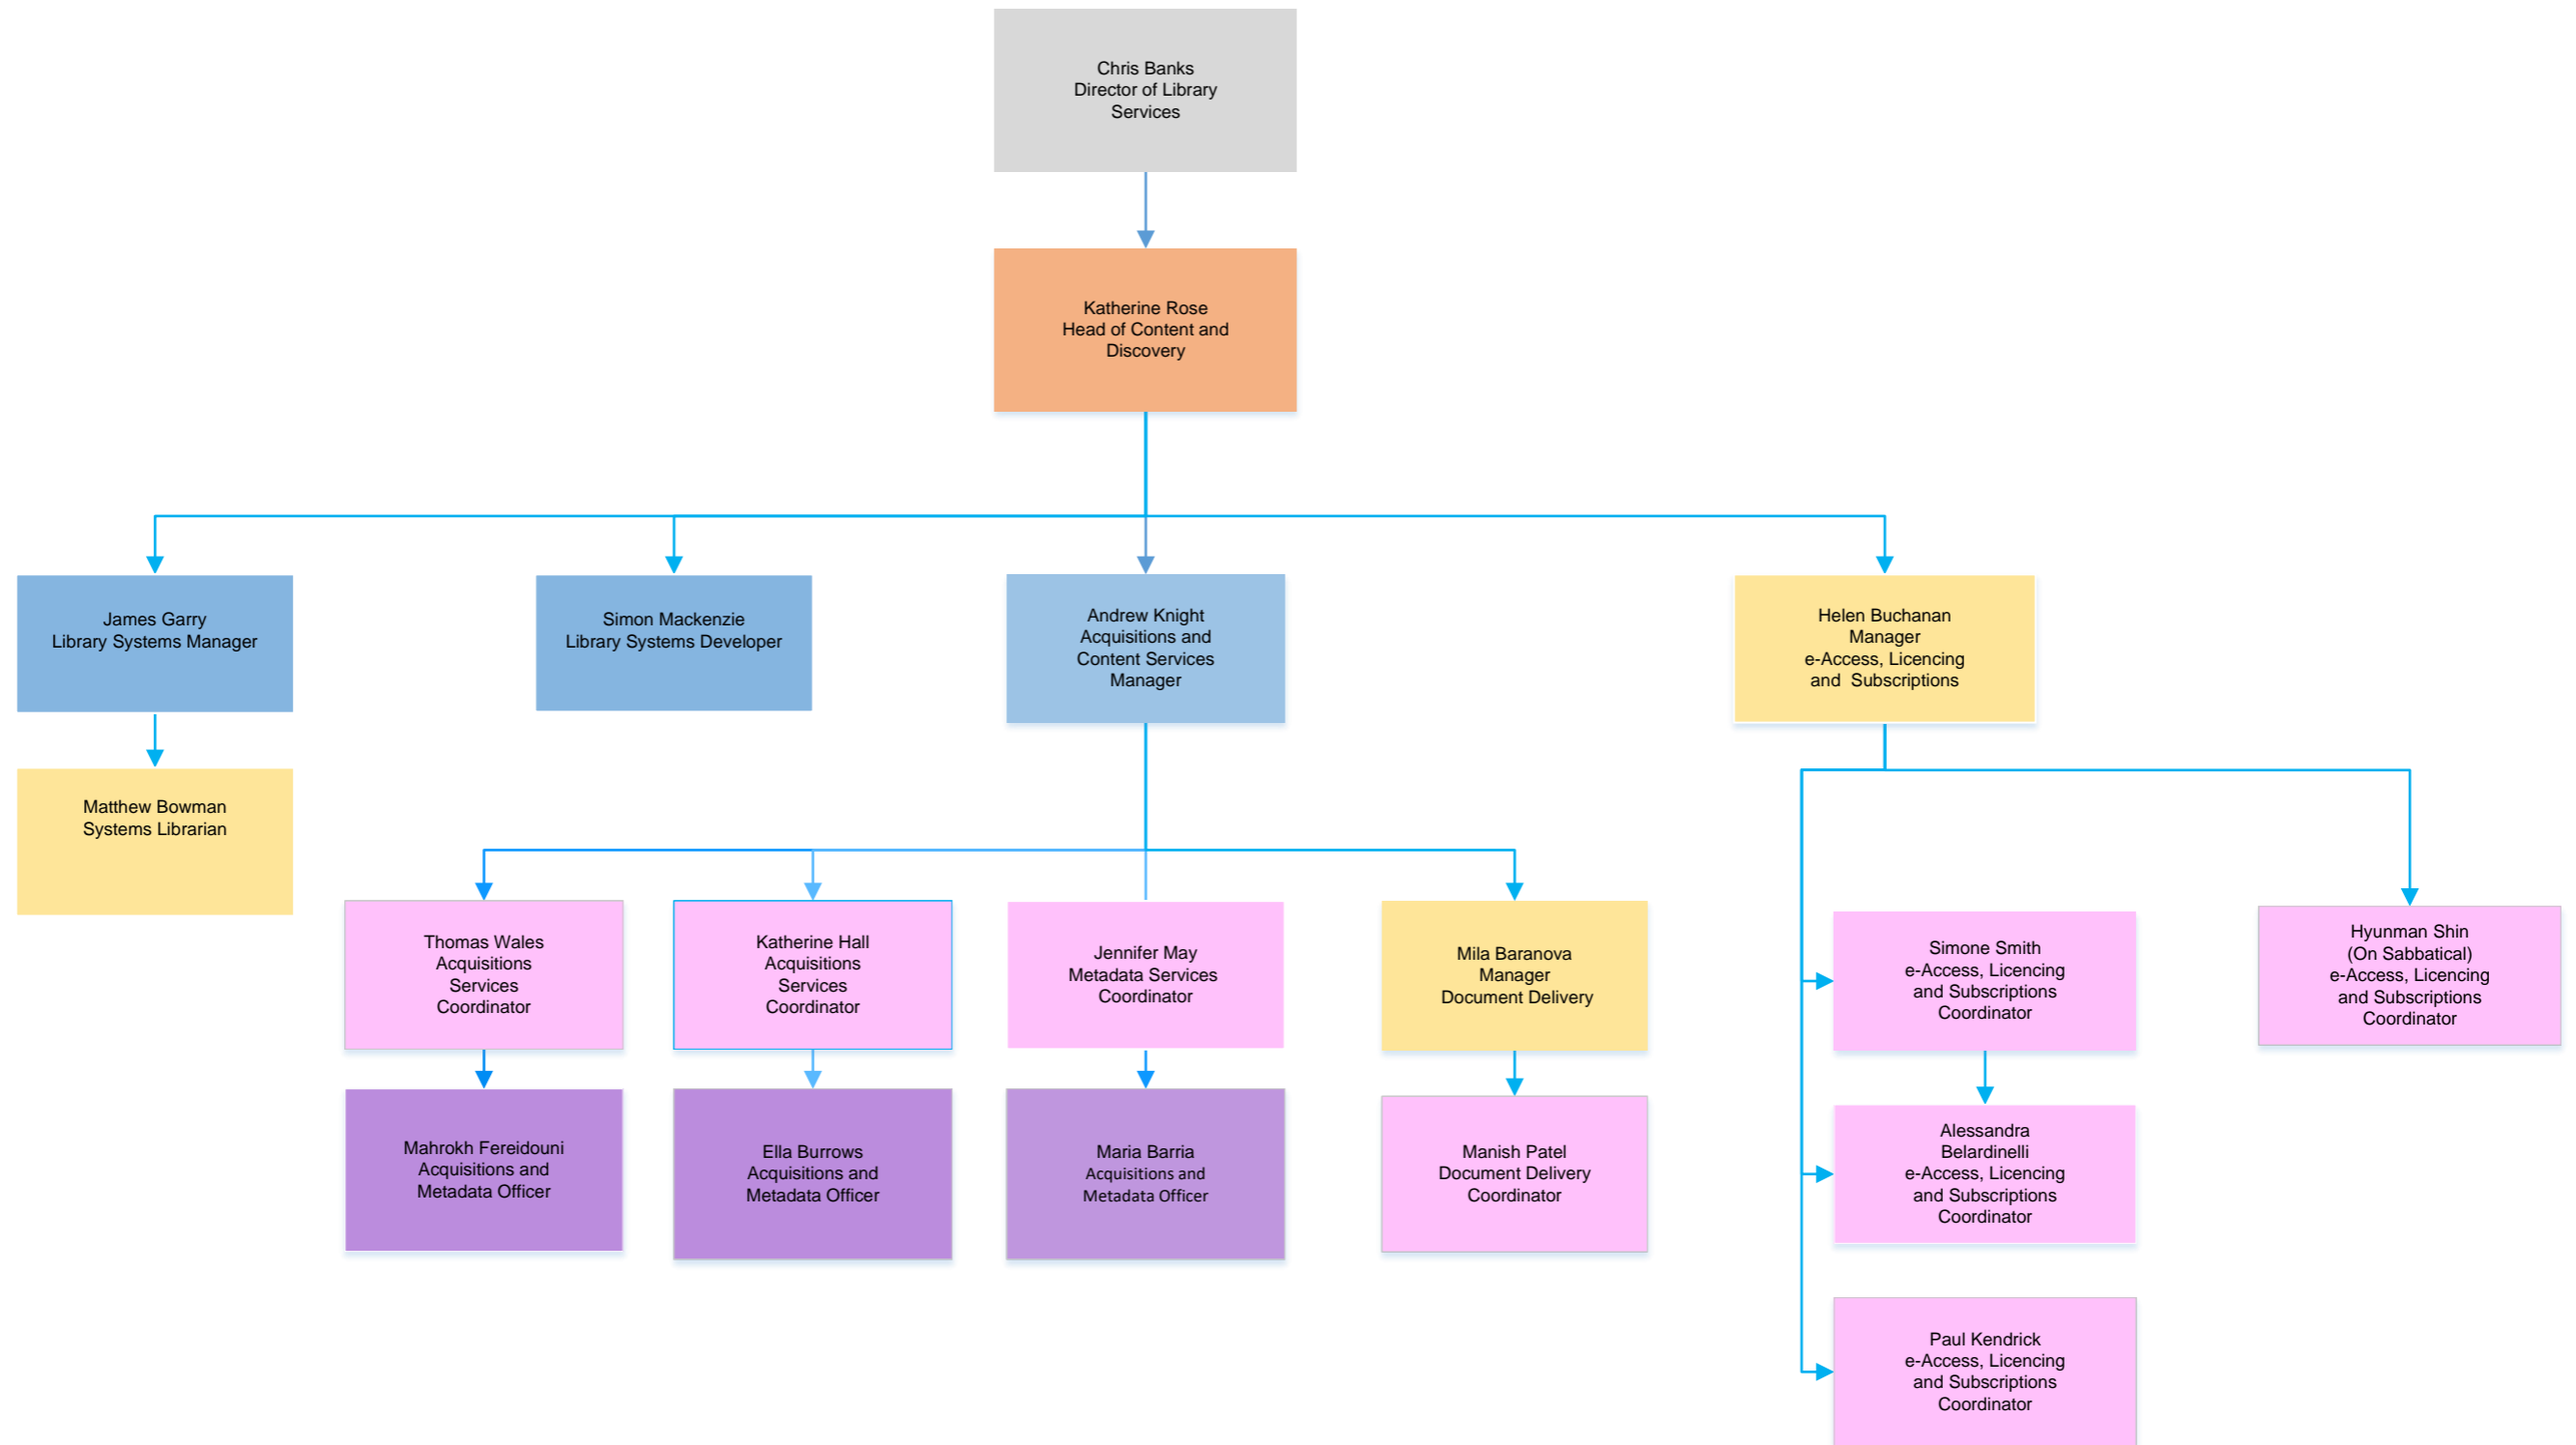 Chris Banks
Director of Library
Services
Katherine Rose
Head of Content and
Discovery
James Garry
Library Systems Manager
Simon Mackenzie
Library Systems Developer
Andrew Knight
Acquisitions and
Content Services
Manager
Helen Buchanan
Manager
e-Access, Licencing
and  Subscriptions
Matthew Bowman
Systems Librarian
Thomas Wales
Acquisitions
Services
Coordinator
Katherine Hall
Acquisitions
Services
Coordinator
Jennifer May
Metadata Services
Coordinator
Mila Baranova
Manager
Document Delivery
Simone Smith
e-Access, Licencing
and Subscriptions
Coordinator
Hyunman Shin
(On Sabbatical)
e-Access, Licencing
and Subscriptions
Coordinator
Mahrokh Fereidouni
Acquisitions and
Metadata Officer
Ella Burrows
Acquisitions and
Metadata Officer
Maria Barria
Acquisitions and
Metadata Officer
Manish Patel
Document Delivery
Coordinator
Alessandra
Belardinelli
e-Access, Licencing
and Subscriptions
Coordinator
Paul Kendrick
e-Access, Licencing
and Subscriptions
Coordinator